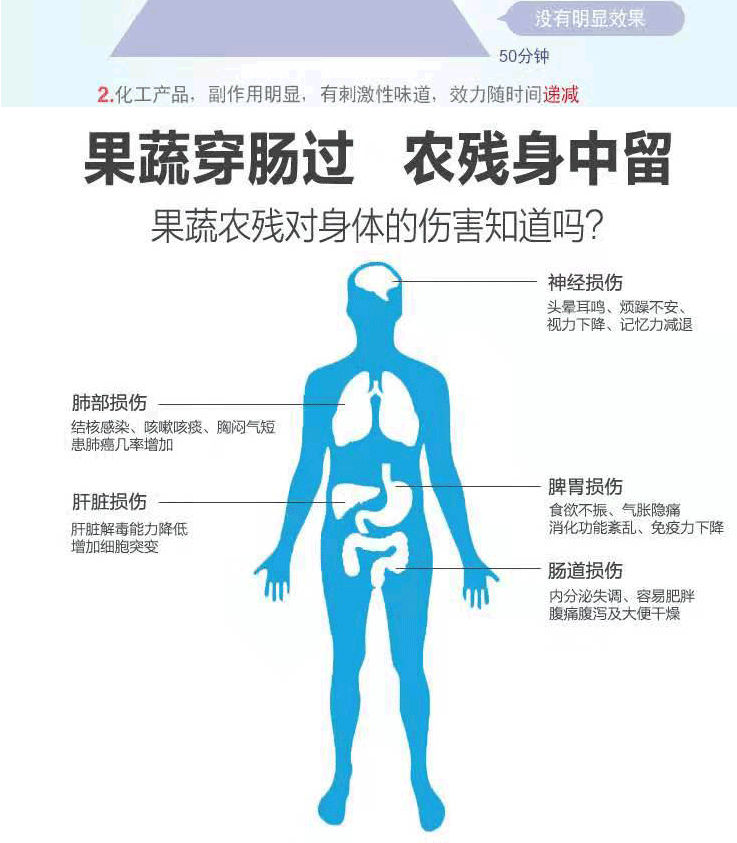 没有明显效果
50分钟
2.化工产品，副作用明显，有刺激性味道，效力随时间递减
果蔬穿肠过 农残身中留
果蔬农残对身体的伤害知道吗？
神经损伤
头晕耳鸣、烦躁不安、
视力下降、记忆力减退
肺部损伤
结核感染、咳嗽咳痰、胸闷气短
患肺癌几率增加
脾胃损伤
食欲不振、气胀隐痛
消化功能紊乱、免疫力下降
肝脏损伤
肝脏解毒能力降低
增加细胞突变
肠道损伤
内分泌失调、容易肥胖
腹痛腹泻及大便干燥